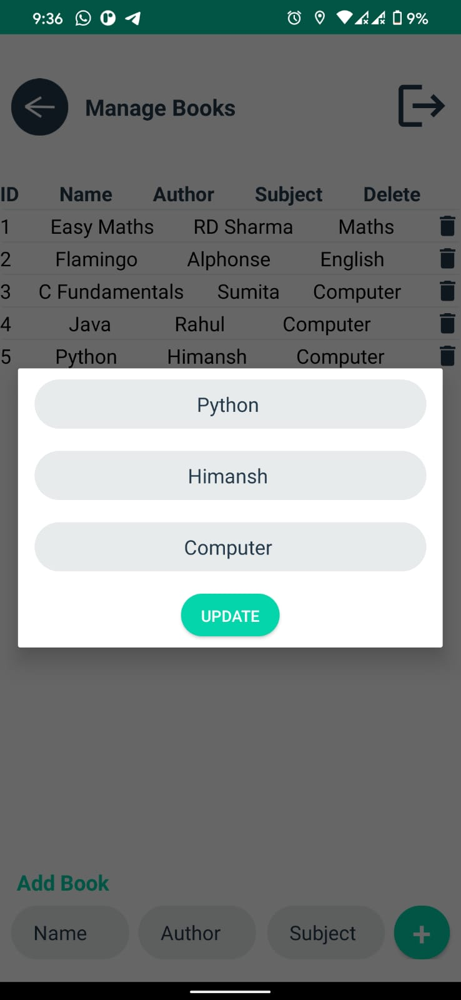 9:36 9%
Manage Books
ID Name Author Subject Delete
1 Easy Maths RD Sharma Maths
2 Flamingo Alphonse English
3 C Fundamentals Sumita Computer
4 Java Rahul Computer
5 Python Himansh Computer
Python
Himansh
Computer
UPDATE
Add Book
Name Author Subject +